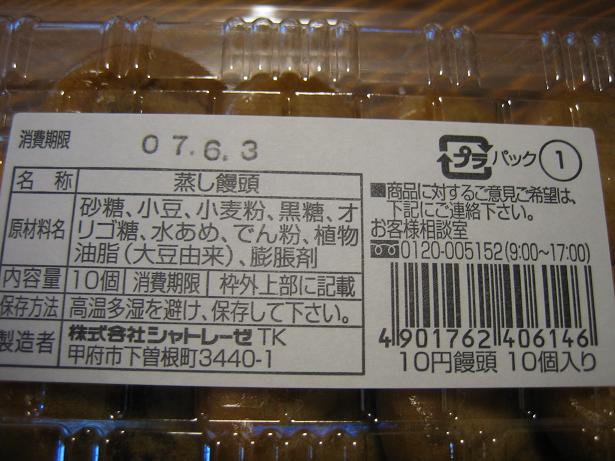 消費期限 07.6.3
プラ パック ①
名称 蒸し饅頭
原材料名 砂糖、小豆、小麦粉、黒糖、オ
リゴ糖、水あめ、でん粉、植物
油脂(大豆由来)、膨脹剤
内容量 10個 消費期限 枠外上部に記載
保存方法 高温多湿を避け、保存して下さい。
製造者 株式会社シャトレーゼ TK
甲府市下曽根町3440-1
■商品に対するご意見ご希望は、
下記にご連絡下さい。
お客様相談室
0120-005152(9:00~17:00)
4901762406146
10円饅頭 10個入り